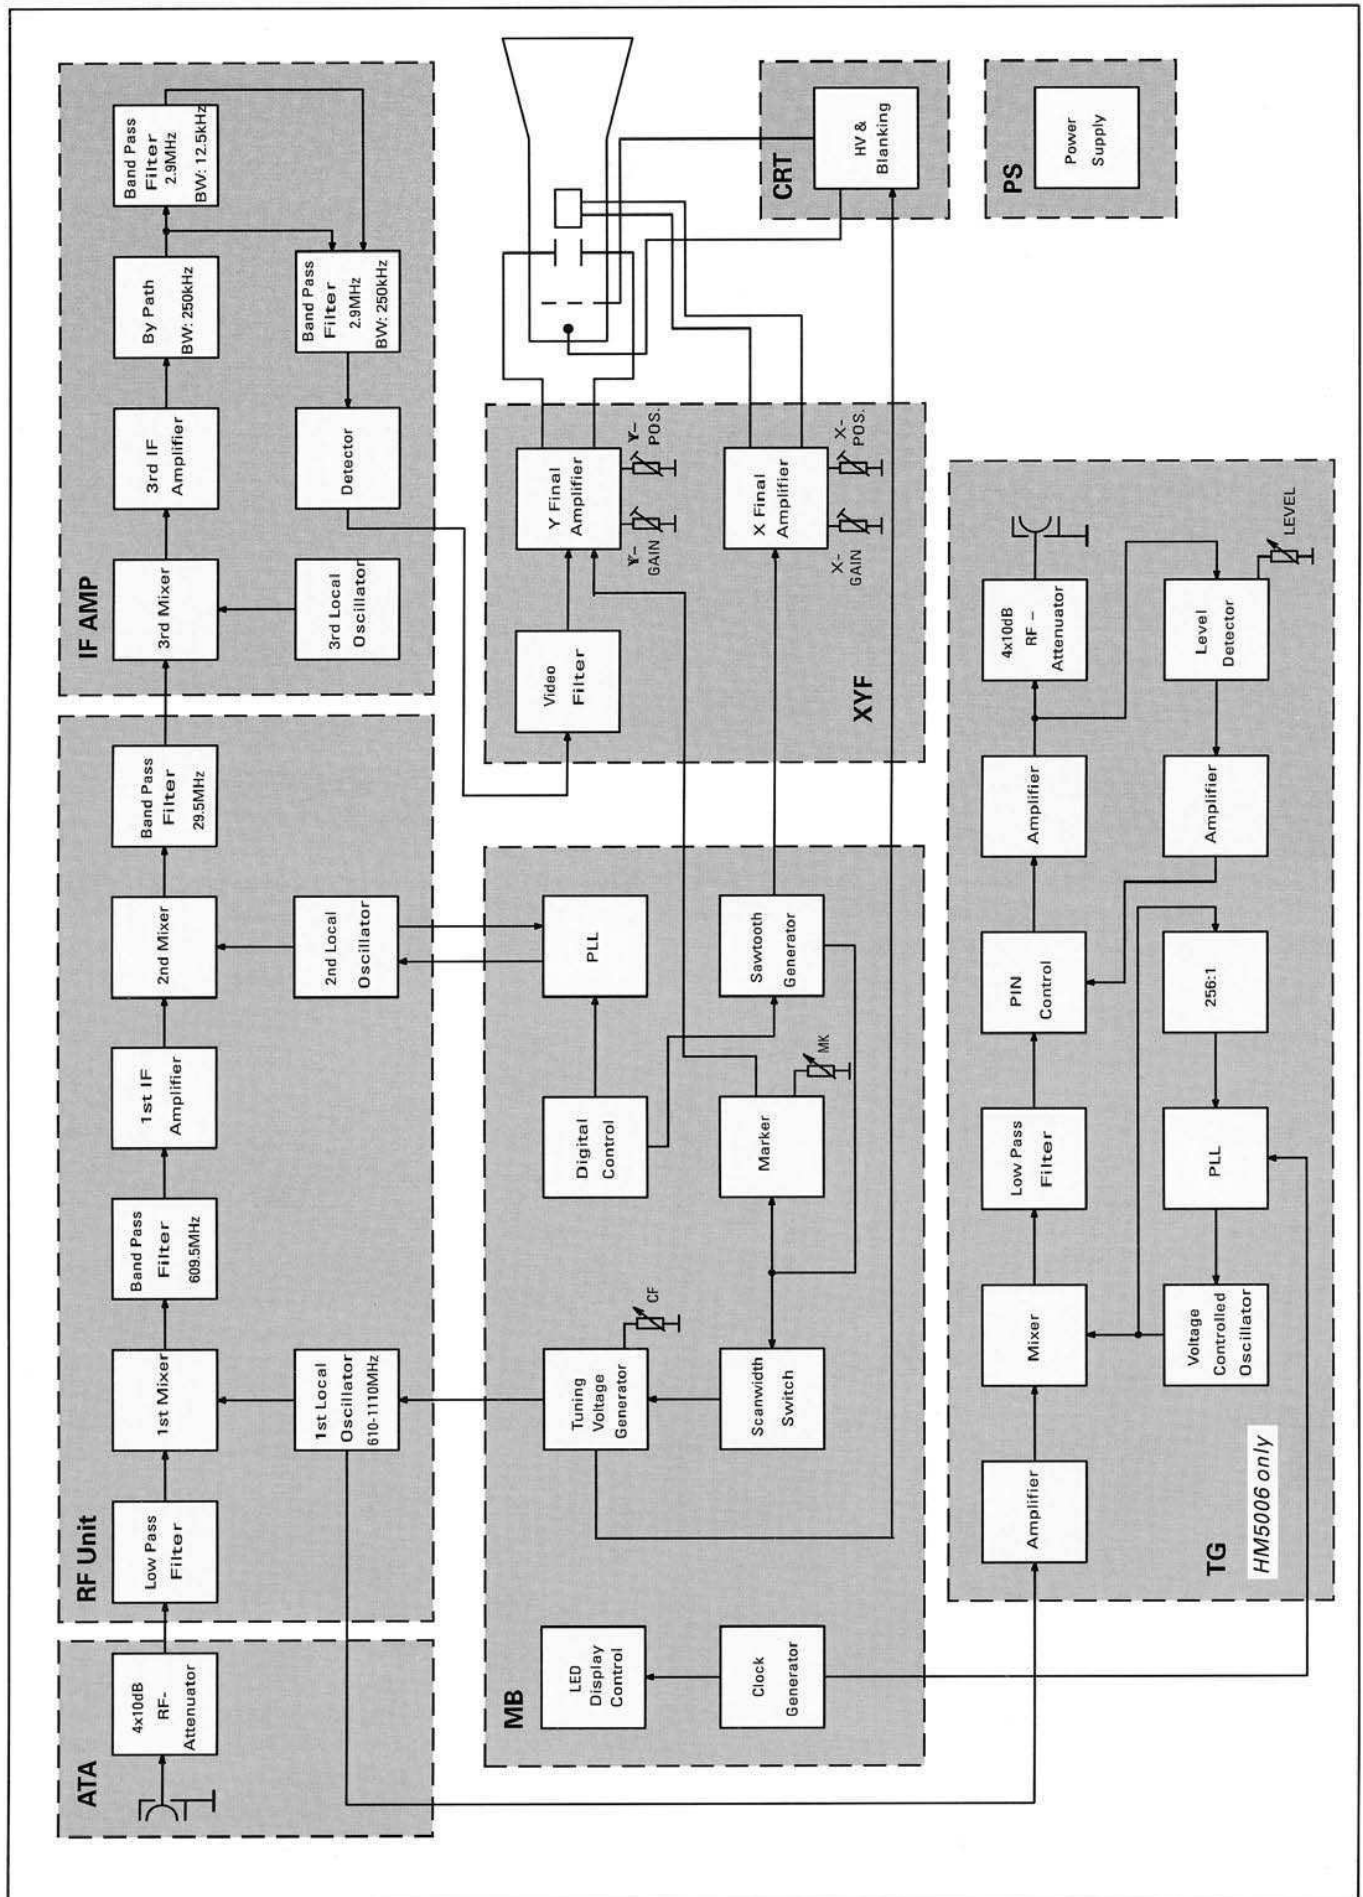 ATA
4x10dB
RF-
Attenuator
RF Unit
Low Pass
Filter
1st Mixer
Band Pass
Filter
609.5MHz
1st IF
Amplifier
2nd Mixer
Band Pass
Filter
29.5MHz
1st Local
Oscillator
610-1110MHz
2nd Local
Oscillator
IF AMP
3rd Mixer
3rd IF
Amplifier
By Path
BW: 250kHz
Band Pass
Filter
2.9MHz
BW: 12.5kHz
3rd Local
Oscillator
Detector
Band Pass
Filter
2.9MHz
BW: 250kHz
MB
LED
Display
Control
Clock
Generator
Tuning
Voltage
Generator
CF
Scanwidth
Switch
Digital
Control
Marker
MK
PLL
Sawtooth
Generator
XYF
Video
Filter
Y Final
Amplifier
Y-
GAIN
Y-
POS.
X Final
Amplifier
X-
GAIN
X-
POS.
CRT
HV &
Blanking
PS
Power
Supply
TG
HM5006 only
Amplifier
Mixer
Low Pass
Filter
PIN
Control
Amplifier
4x10dB
RF -
Attenuator
Voltage
Controlled
Oscillator
PLL
256:1
Amplifier
Level
Detector
LEVEL